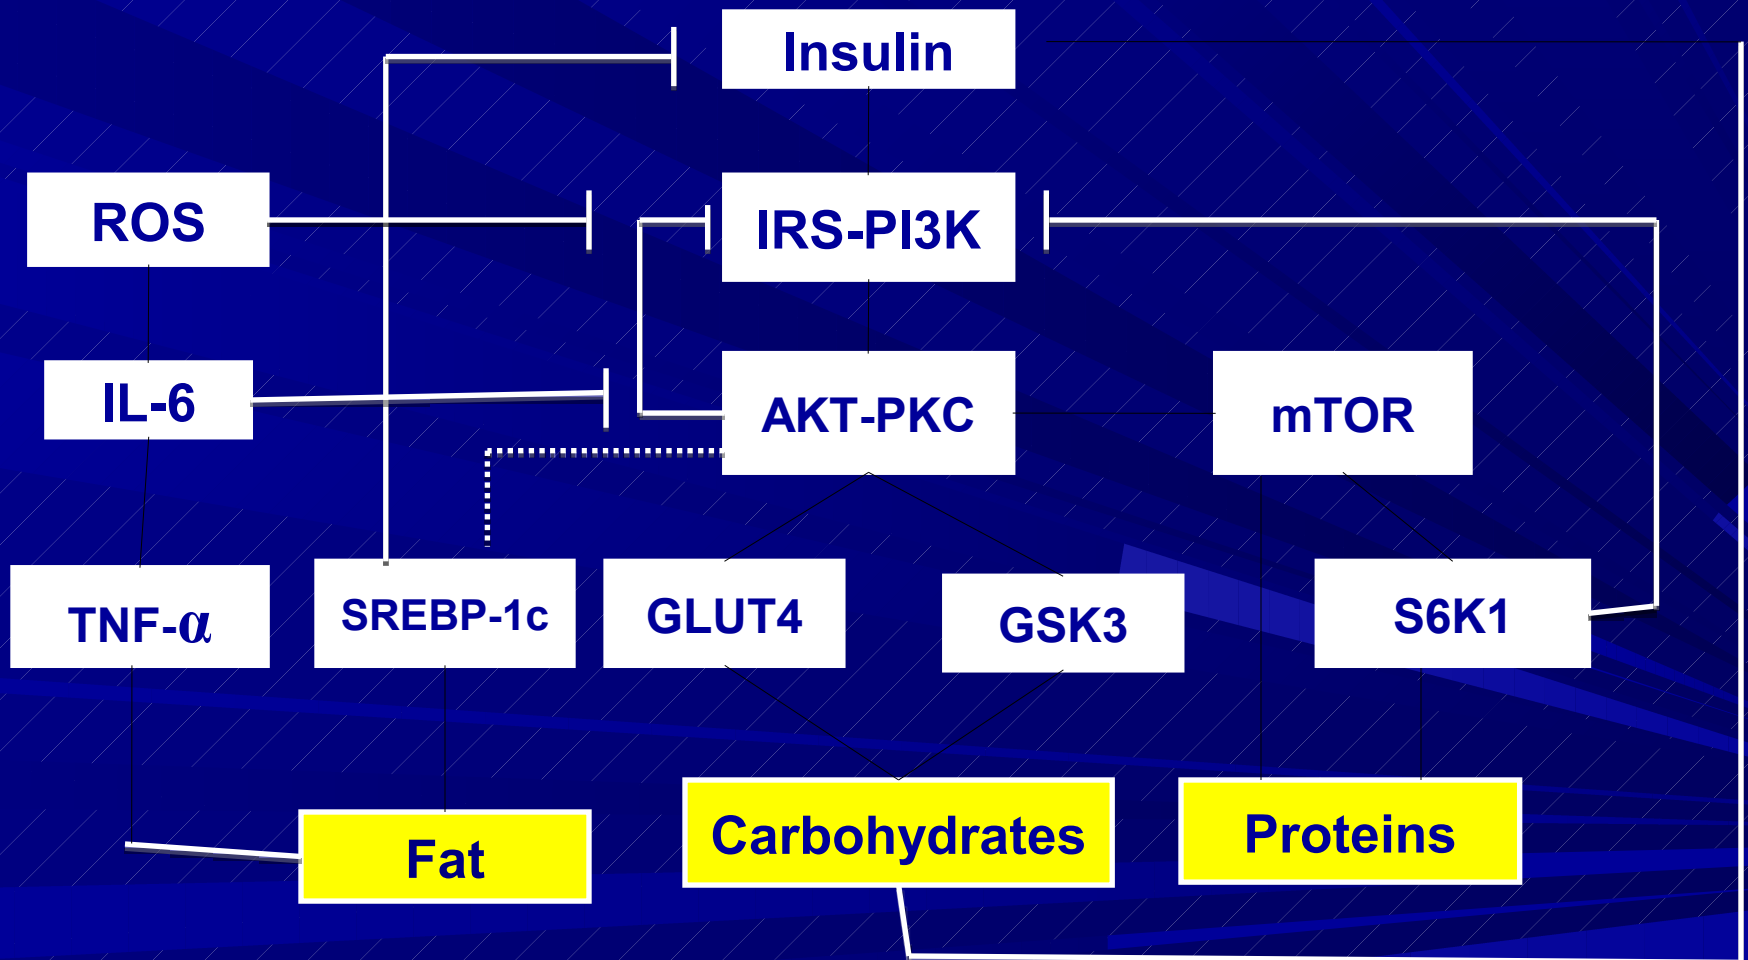 Insulin
ROS
IRS-PI3K
IL-6
AKT-PKC
mTOR
TNF-α
SREBP-1c
GLUT4
GSK3
S6K1
Fat
Carbohydrates
Proteins